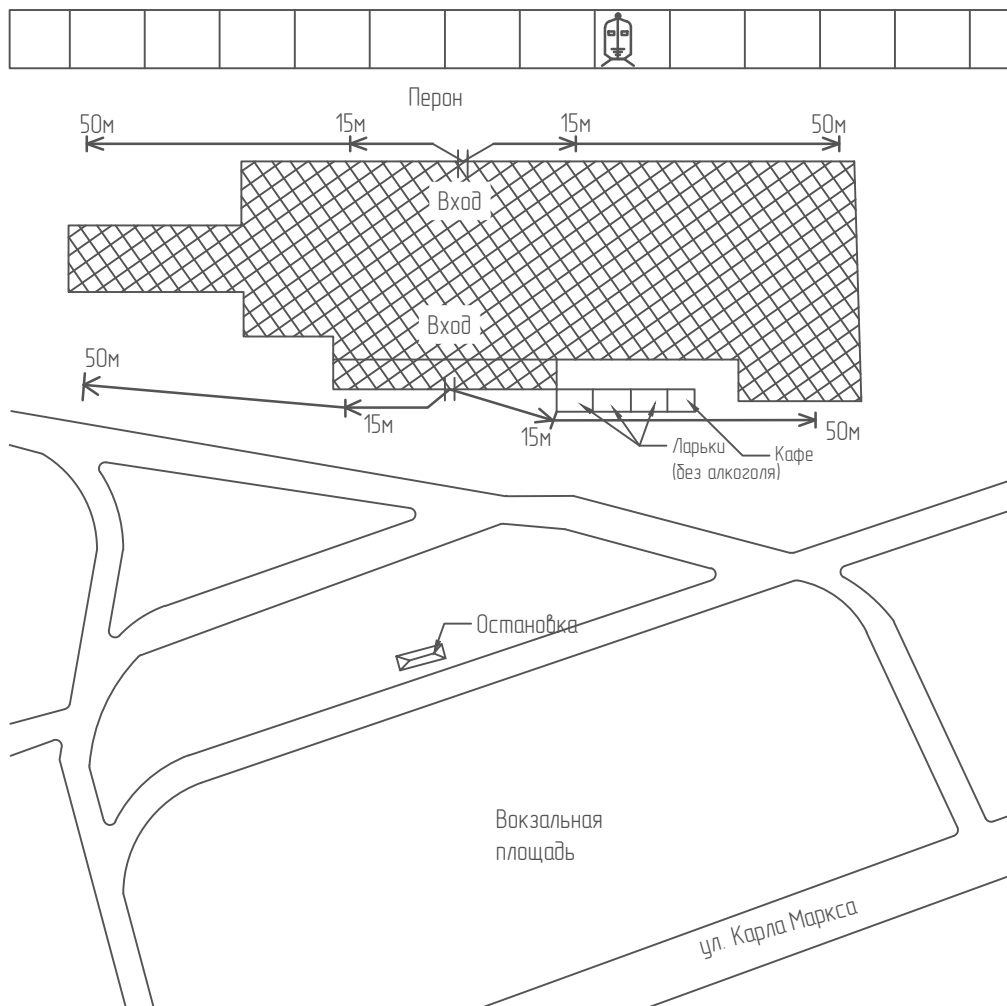 Перон
50м
15м
15м
50м
Вход
Вход
50м
15м
15м
50м
Ларьки
(без алкоголя)
Кафе
Остановка
Вокзальная
площадь
ул. Карла Маркса